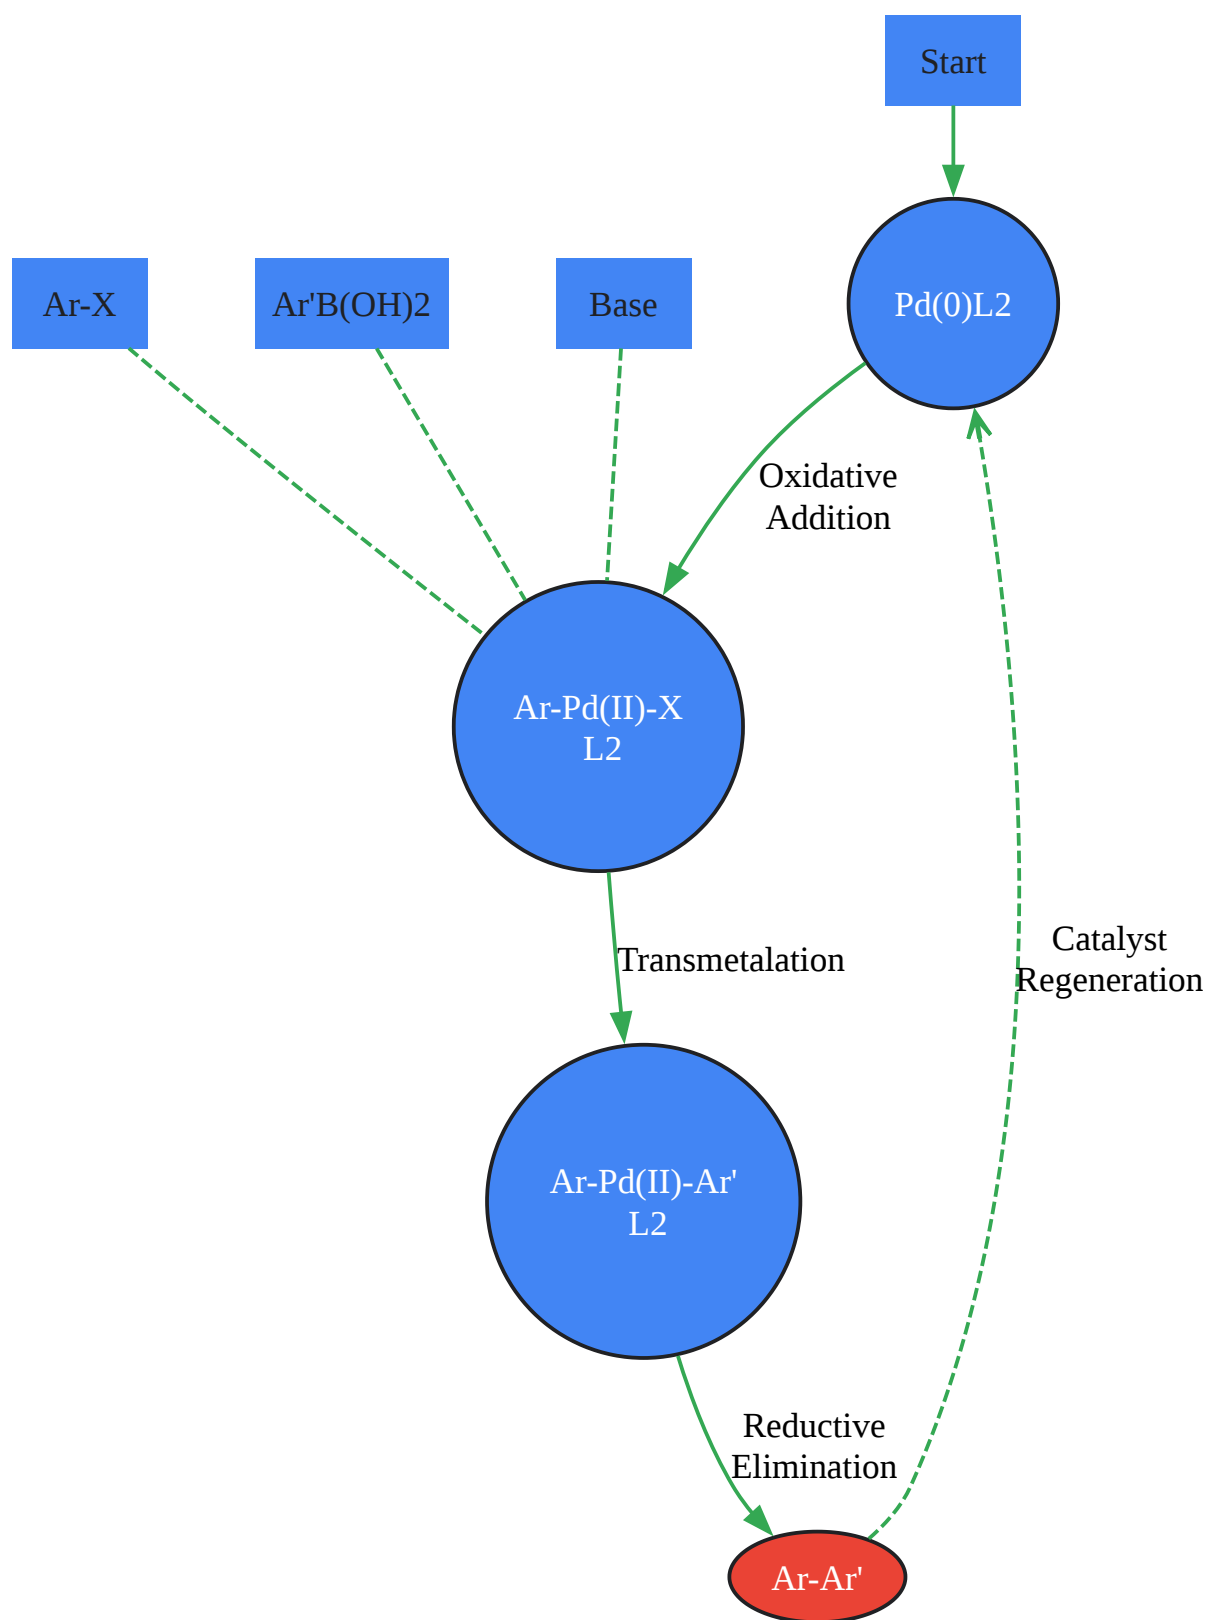 Start
Ar-X
Ar'B(OH)2
Base
Pd(0)L2
Oxidative
Addition
Ar-Pd(II)-X
L2
Transmetalation
Catalyst
Regeneration
Ar-Pd(II)-Ar'
L2
Reductive
Elimination
Ar-Ar'